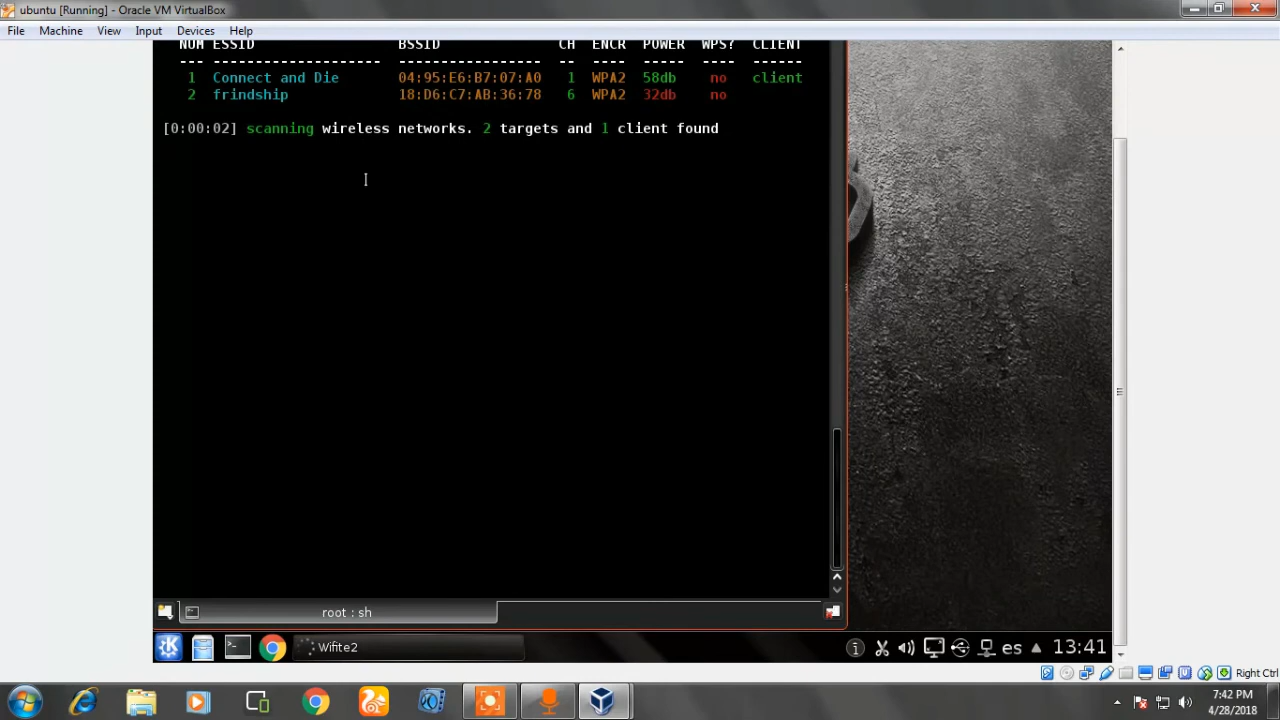 ubuntu [Running] - Oracle VM VirtualBox
File Machine View Input Devices Help
NUM ESSID BSSID CH ENCR POWER WPS? CLIENT
--- -------------------- ----------------- -- ---- ----- ---- ------
1 Connect and Die 04:95:E6:B7:07:A0 1 WPA2 58db no client
2 frindship 18:D6:C7:AB:36:78 6 WPA2 32db no
[0:00:02] scanning wireless networks. 2 targets and 1 client found
root : sh
Wifite2
es
13:41
Right Ctrl
7:42 PM
4/28/2018